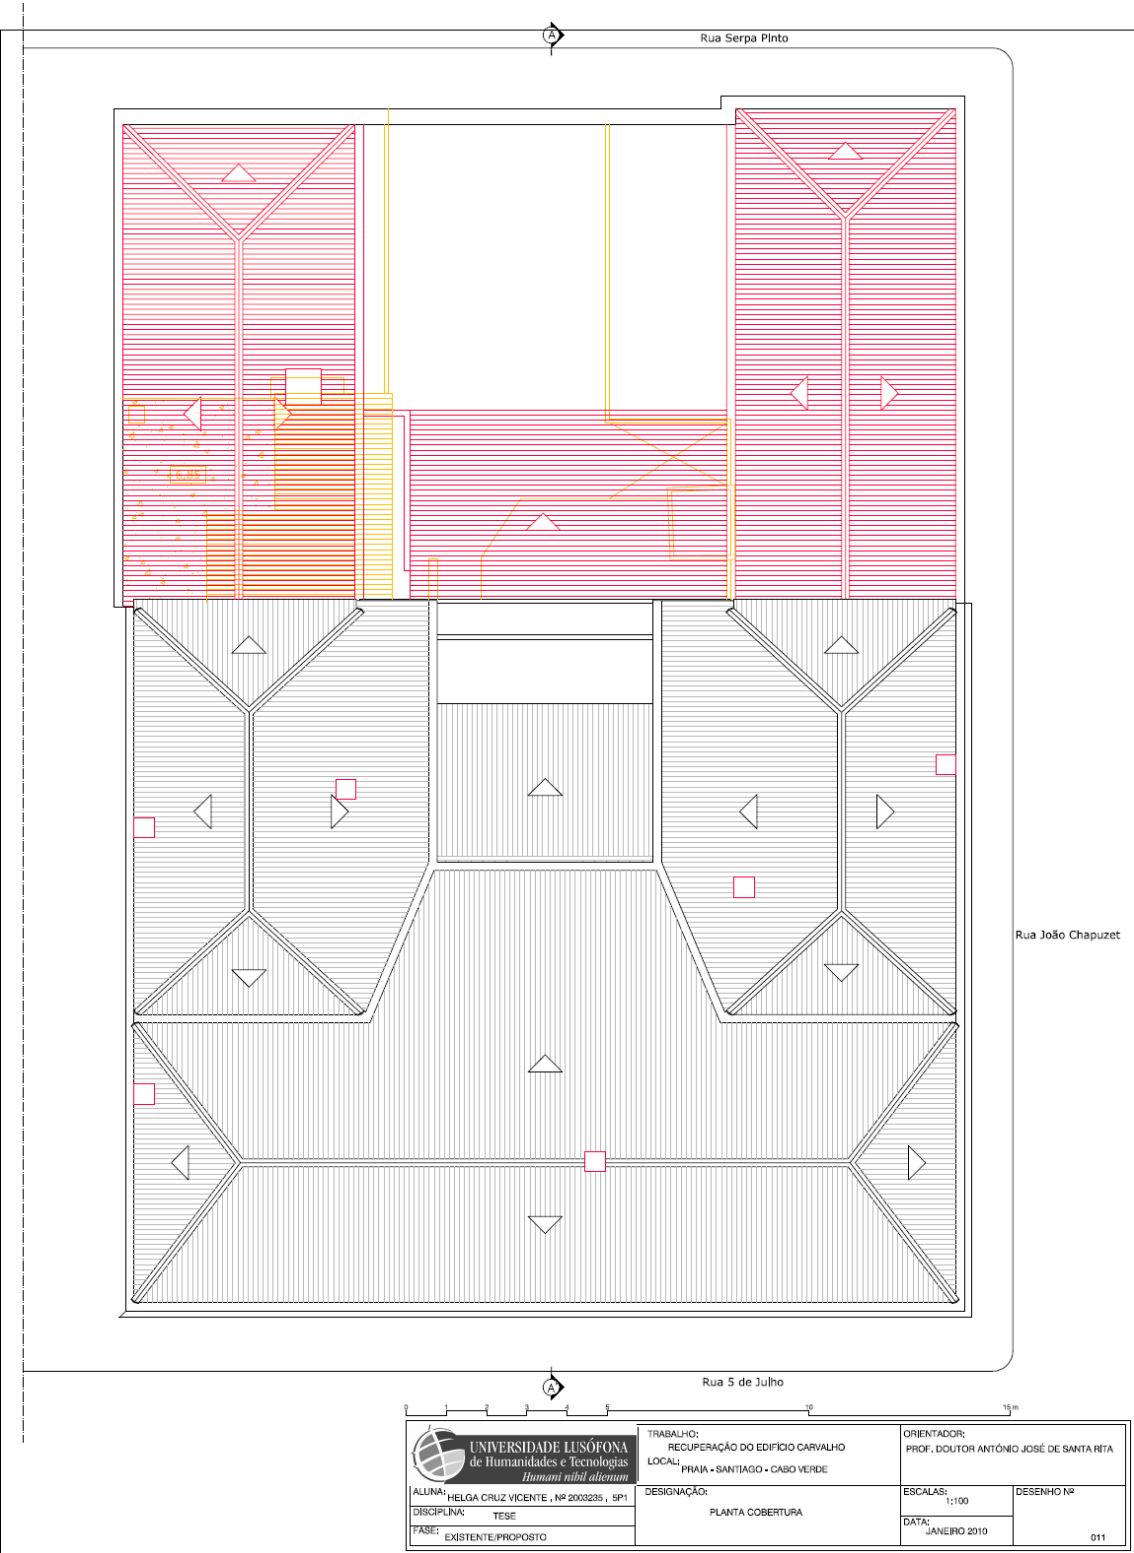 A
Rua Serpa Pinto
6.85
Rua João Chapuzet
A'
Rua 5 de Julho
0 1 2 3 4 5 10 15 m
UNIVERSIDADE LUSÓFONA
de Humanidades e Tecnologias
Humani nihil alienum
TRABALHO:
RECUPERAÇÃO DO EDIFÍCIO CARVALHO
LOCAL:
PRAIA - SANTIAGO - CABO VERDE
ORIENTADOR:
PROF. DOUTOR ANTÓNIO JOSÉ DE SANTA RITA
ALUNA: HELGA CRUZ VICENTE , Nº 2003235 , 5P1
DISCIPLINA: TESE
FASE: EXISTENTE/PROPOSTO
DESIGNAÇÃO:
PLANTA COBERTURA
ESCALAS:
1:100
DATA:
JANEIRO 2010
DESENHO Nº
011